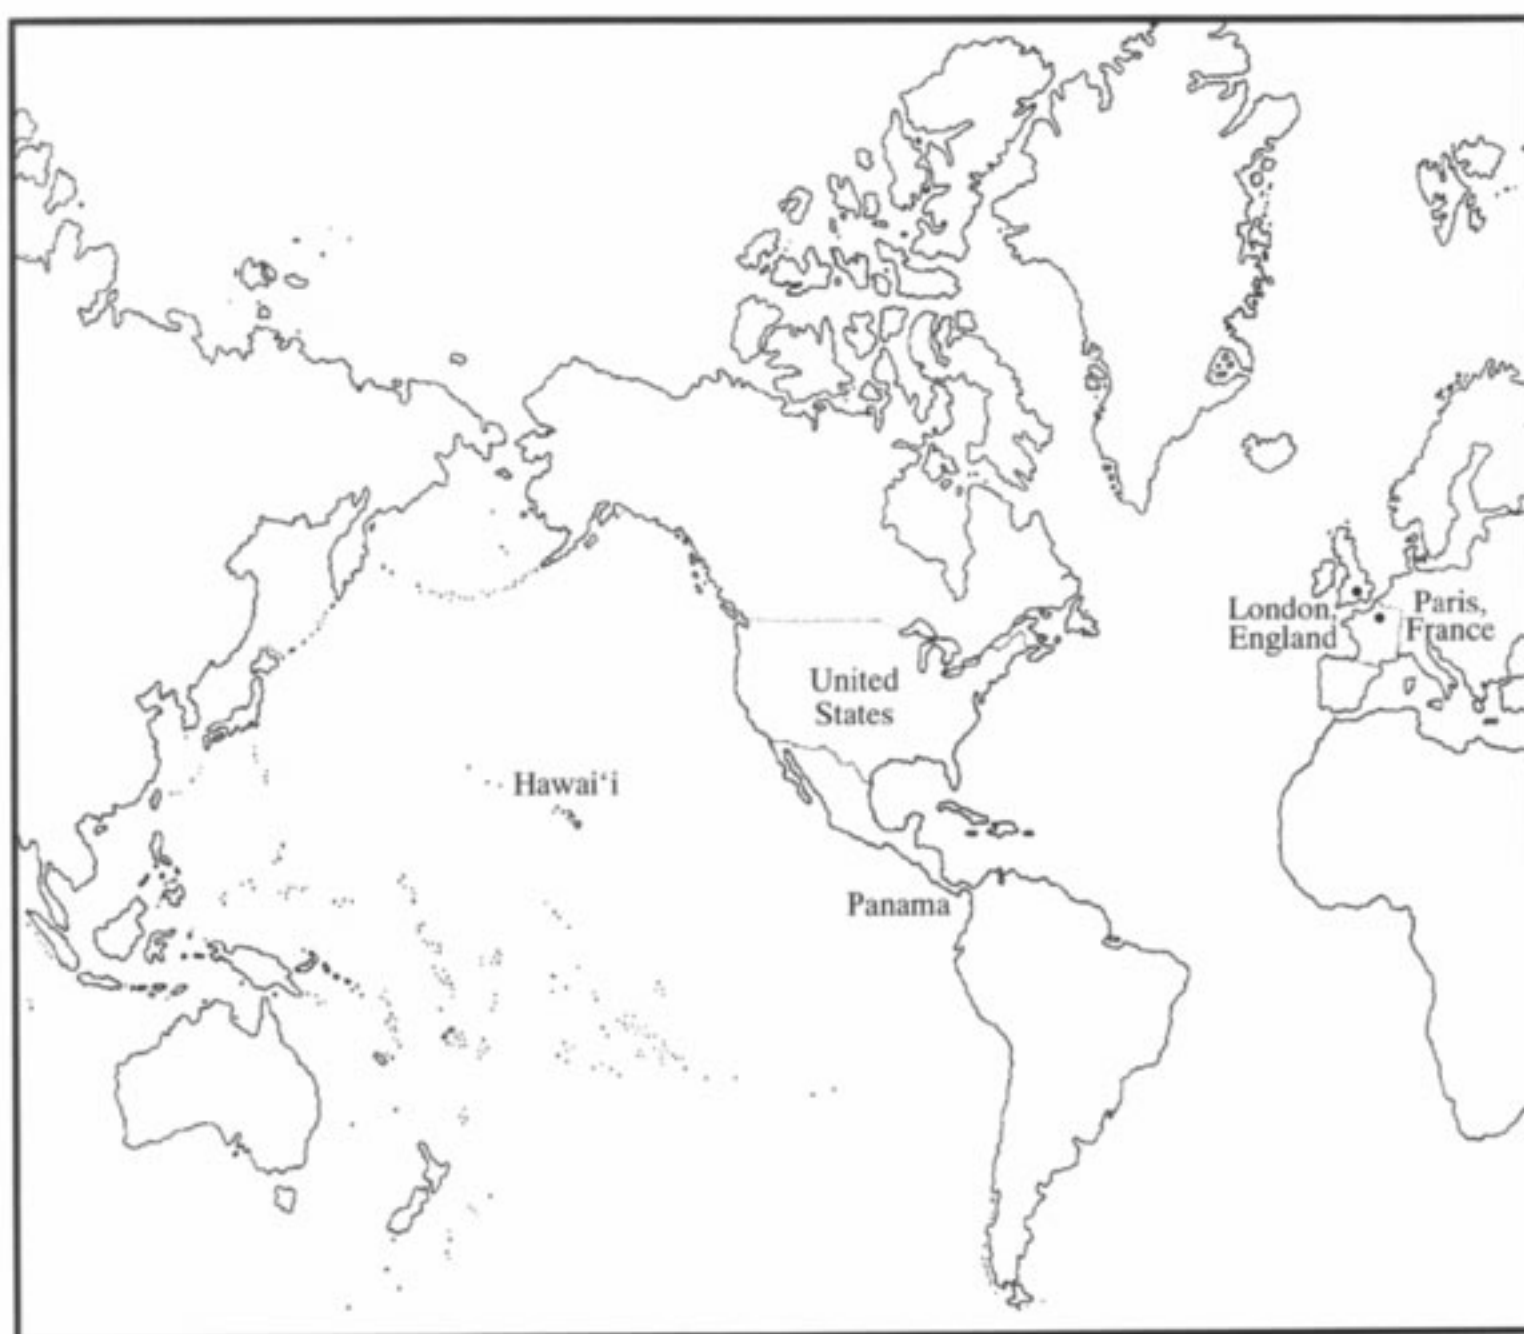 London,
England
Paris,
France
United
States
Hawai‘i
Panama